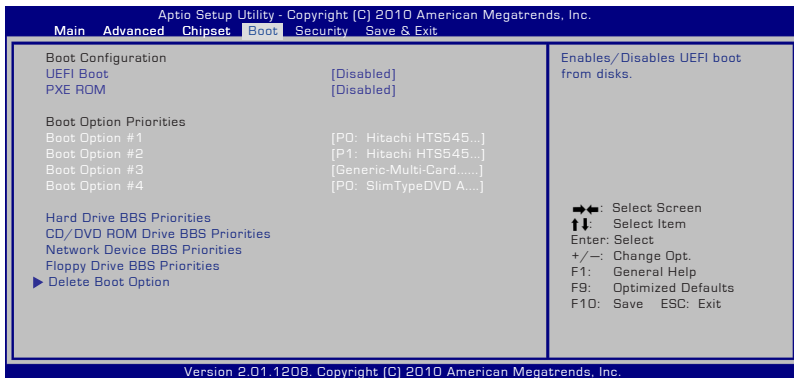 Aptio Setup Utility - Copyright (C) 2010 American Megatrends, Inc.
Main Advanced Chipset Boot Security Save & Exit
Boot Configuration
UEFI Boot [Disabled]
PXE ROM [Disabled]
Boot Option Priorities
Boot Option #1 [P0: Hitachi HTS545...]
Boot Option #2 [P1: Hitachi HTS545...]
Boot Option #3 [Generic-Multi-Card......]
Boot Option #4 [P0: SlimTypeDVD A....]
Hard Drive BBS Priorities
CD/DVD ROM Drive BBS Priorities
Network Device BBS Priorities
Floppy Drive BBS Priorities
Delete Boot Option
Enables/Disables UEFI boot
from disks.
: Select Screen
: Select Item
Enter: Select
+/—: Change Opt.
F1: General Help
F9: Optimized Defaults
F10: Save ESC: Exit
Version 2.01.1208. Copyright (C) 2010 American Megatrends, Inc.